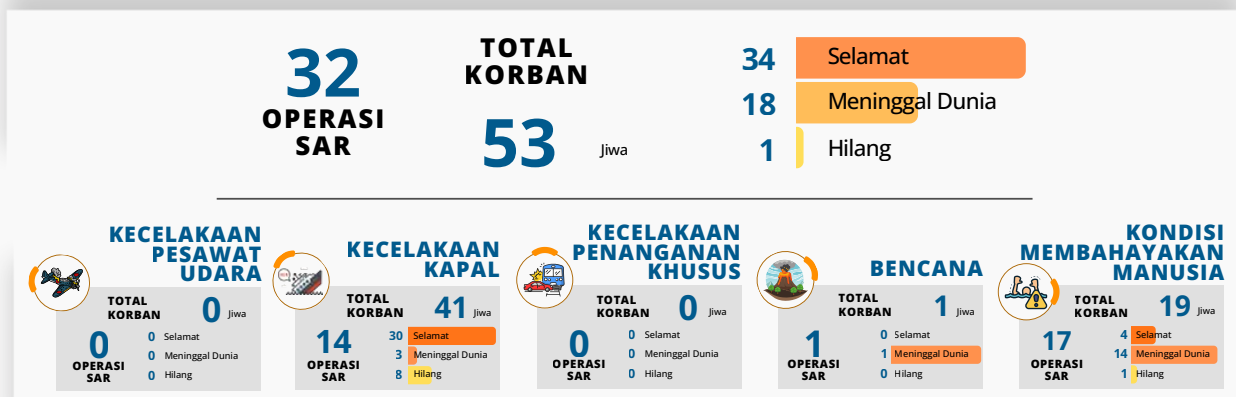 32
OPERASI
SAR
TOTAL
KORBAN
53 Jiwa
34 Selamat
18 Meninggal Dunia
1 Hilang
KECELAKAAN
PESAWAT
UDARA
TOTAL
KORBAN
0 Jiwa
0
OPERASI
SAR
0 Selamat
0 Meninggal Dunia
0 Hilang
KECELAKAAN
KAPAL
TOTAL
KORBAN
41 Jiwa
14
OPERASI
SAR
30 Selamat
3 Meninggal Dunia
8 Hilang
KECELAKAAN
PENANGANAN
KHUSUS
TOTAL
KORBAN
0 Jiwa
0
OPERASI
SAR
0 Selamat
0 Meninggal Dunia
0 Hilang
BENCANA
TOTAL
KORBAN
1 Jiwa
1
OPERASI
SAR
0 Selamat
1 Meninggal Dunia
0 Hilang
KONDISI
MEMBAHAYAKAN
MANUSIA
TOTAL
KORBAN
19 Jiwa
17
OPERASI
SAR
4 Selamat
14 Meninggal Dunia
1 Hilang